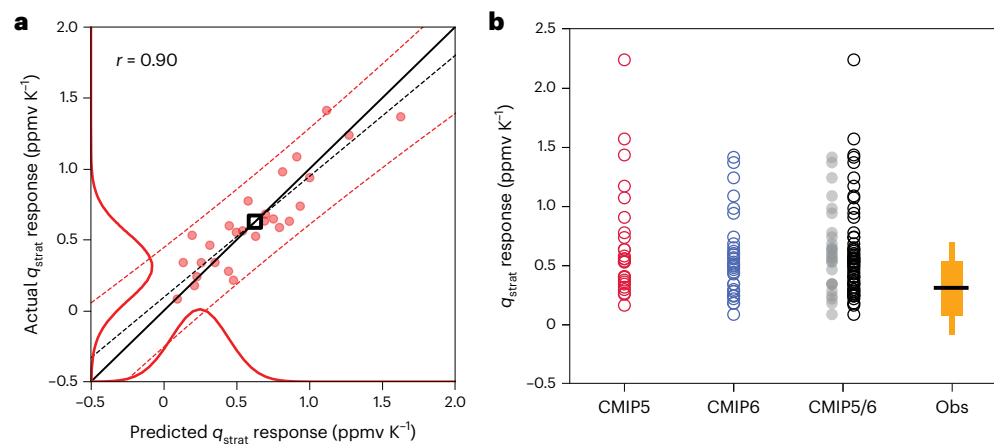 a
r = 0.90
Actual q_strat response (ppmv K⁻¹)
2.0
1.5
1.0
0.5
0
−0.5
−0.5 0 0.5 1.0 1.5 2.0
Predicted q_strat response (ppmv K⁻¹)
b
q_strat response (ppmv K⁻¹)
2.5
2.0
1.5
1.0
0.5
0
−0.5
CMIP5 CMIP6 CMIP5/6 Obs